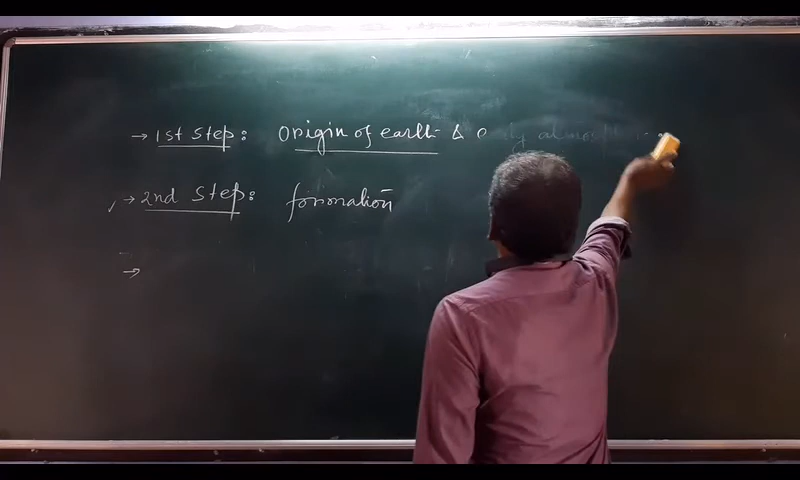 → 1st Step: Origin of earth &
→ 2nd Step: formation
→